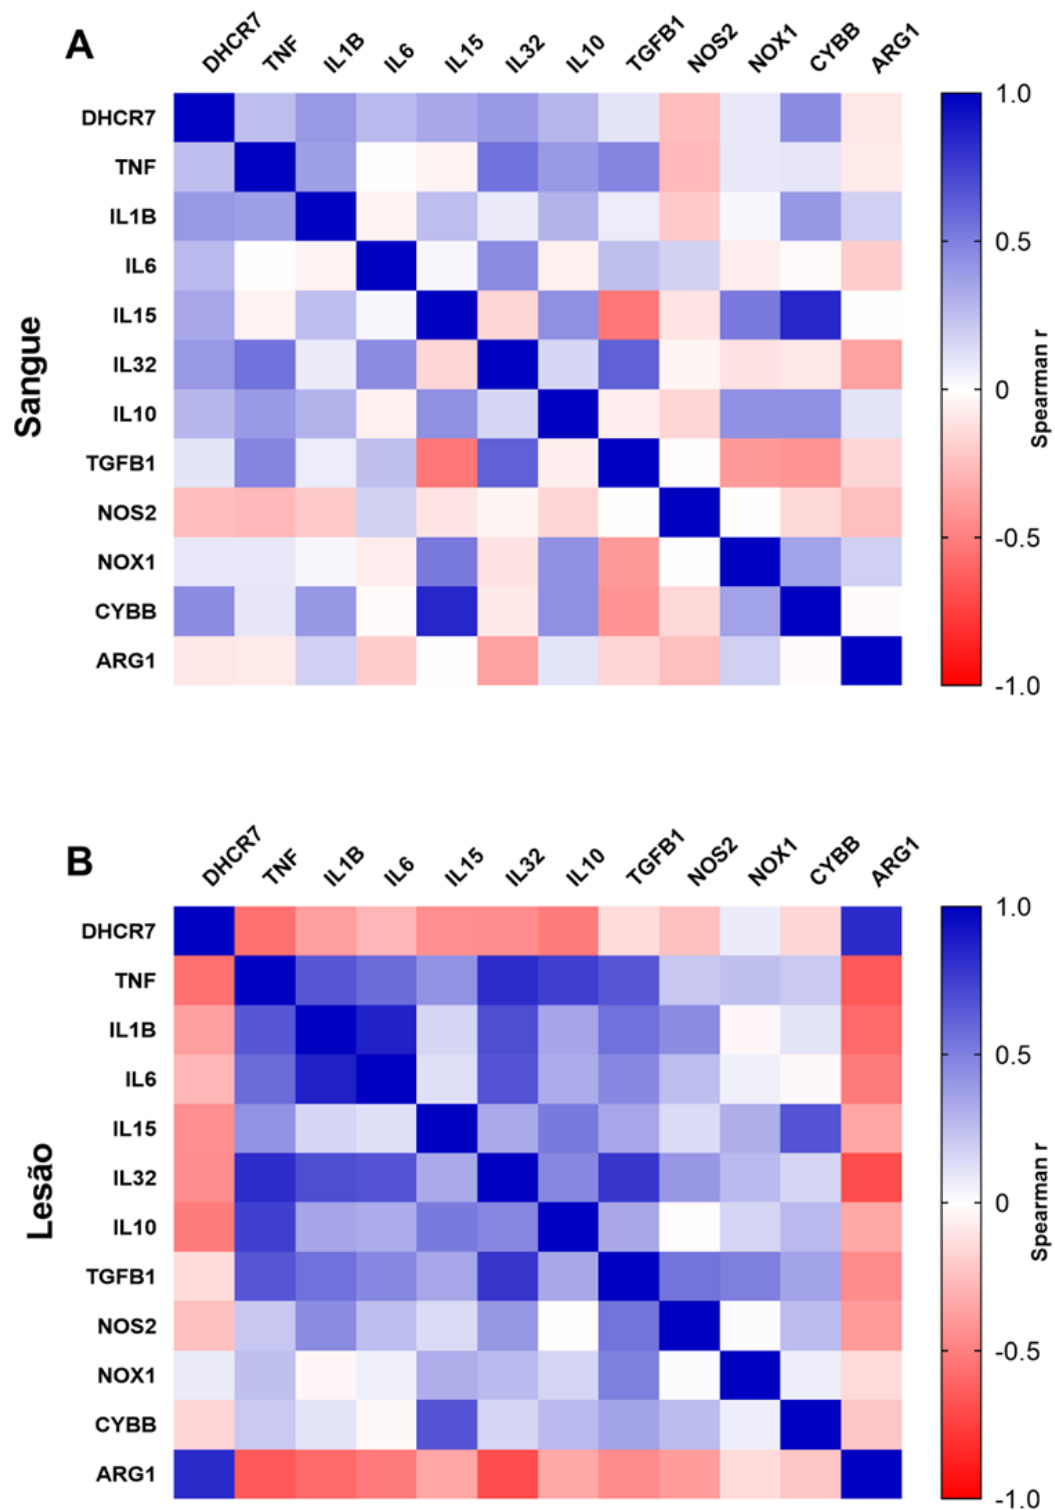 A
DHCR7 TNF IL1B IL6 IL15 IL32 IL10 TGFB1 NOS2 NOX1 CYBB ARG1
Sangue
DHCR7
TNF
IL1B
IL6
IL15
IL32
IL10
TGFB1
NOS2
NOX1
CYBB
ARG1
1.0
0.5
0
-0.5
-1.0
Spearman r
B
DHCR7 TNF IL1B IL6 IL15 IL32 IL10 TGFB1 NOS2 NOX1 CYBB ARG1
Lesão
DHCR7
TNF
IL1B
IL6
IL15
IL32
IL10
TGFB1
NOS2
NOX1
CYBB
ARG1
1.0
0.5
0
-0.5
-1.0
Spearman r